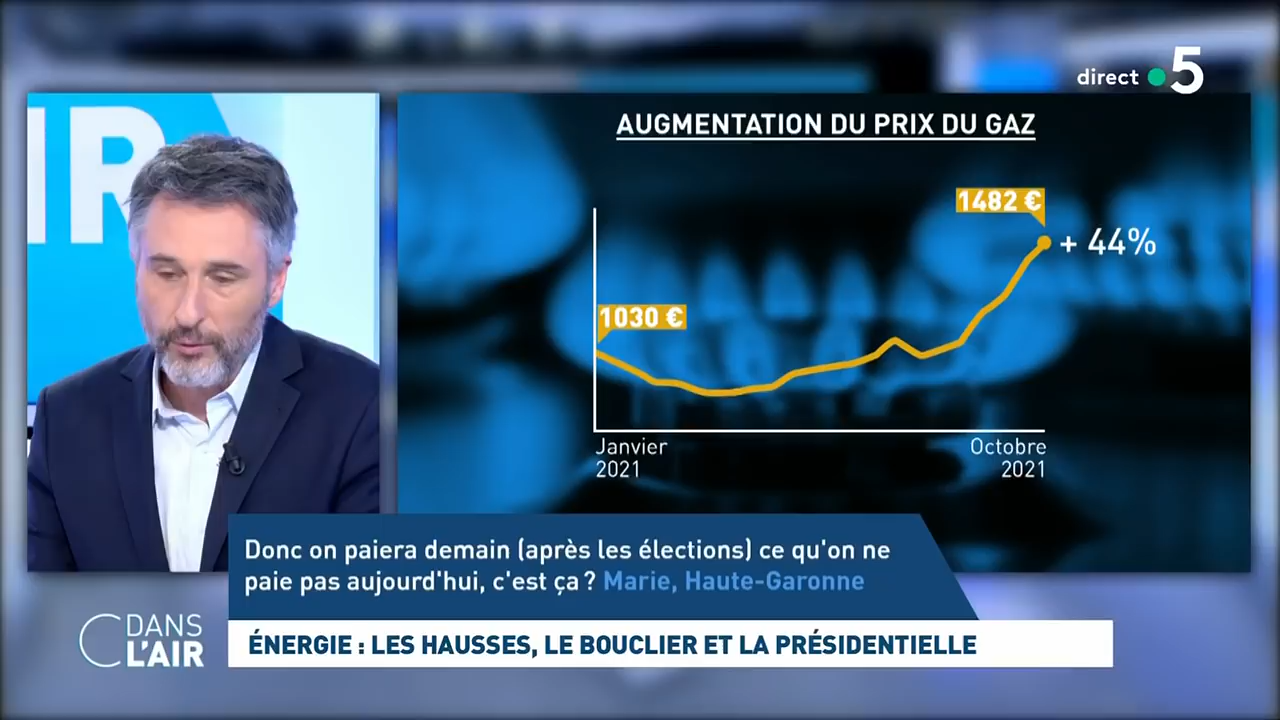 direct 5
IR
AUGMENTATION DU PRIX DU GAZ
1482 €
+ 44%
1030 €
Janvier
2021
Octobre
2021
Donc on paiera demain (après les élections) ce qu'on ne
paie pas aujourd'hui, c'est ça ? Marie, Haute-Garonne
C DANS
L'AIR
ÉNERGIE : LES HAUSSES, LE BOUCLIER ET LA PRÉSIDENTIELLE